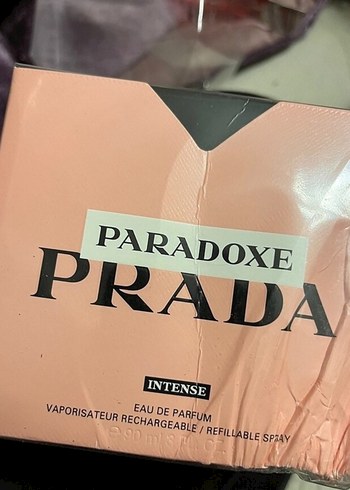 PARADOXE
PRADA
INTENSE
EAU DE PARFUM
VAPORISATEUR RECHARGEABLE / REFILLABLE SPRAY